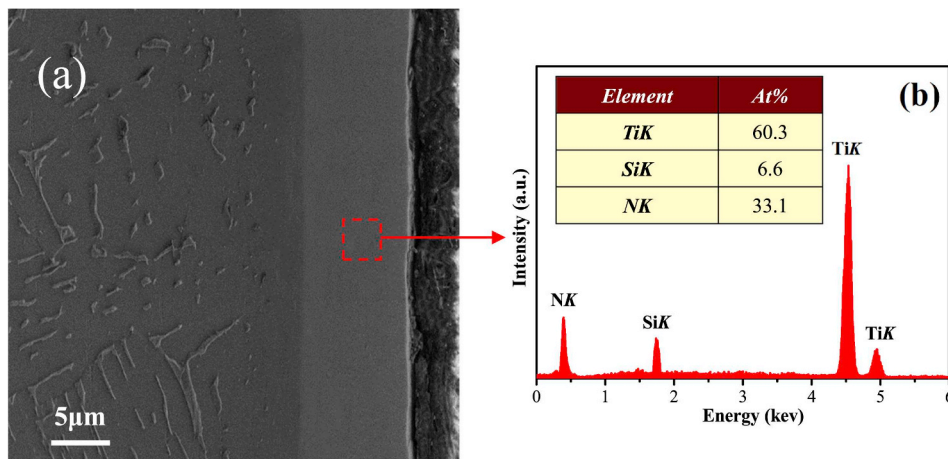 (a)
5μm
(b)
Element At%
TiK 60.3
SiK 6.6
NK 33.1
TiK
NK
SiK
TiK
Intensity (a.u.)
0 1 2 3 4 5 6
Energy (kev)